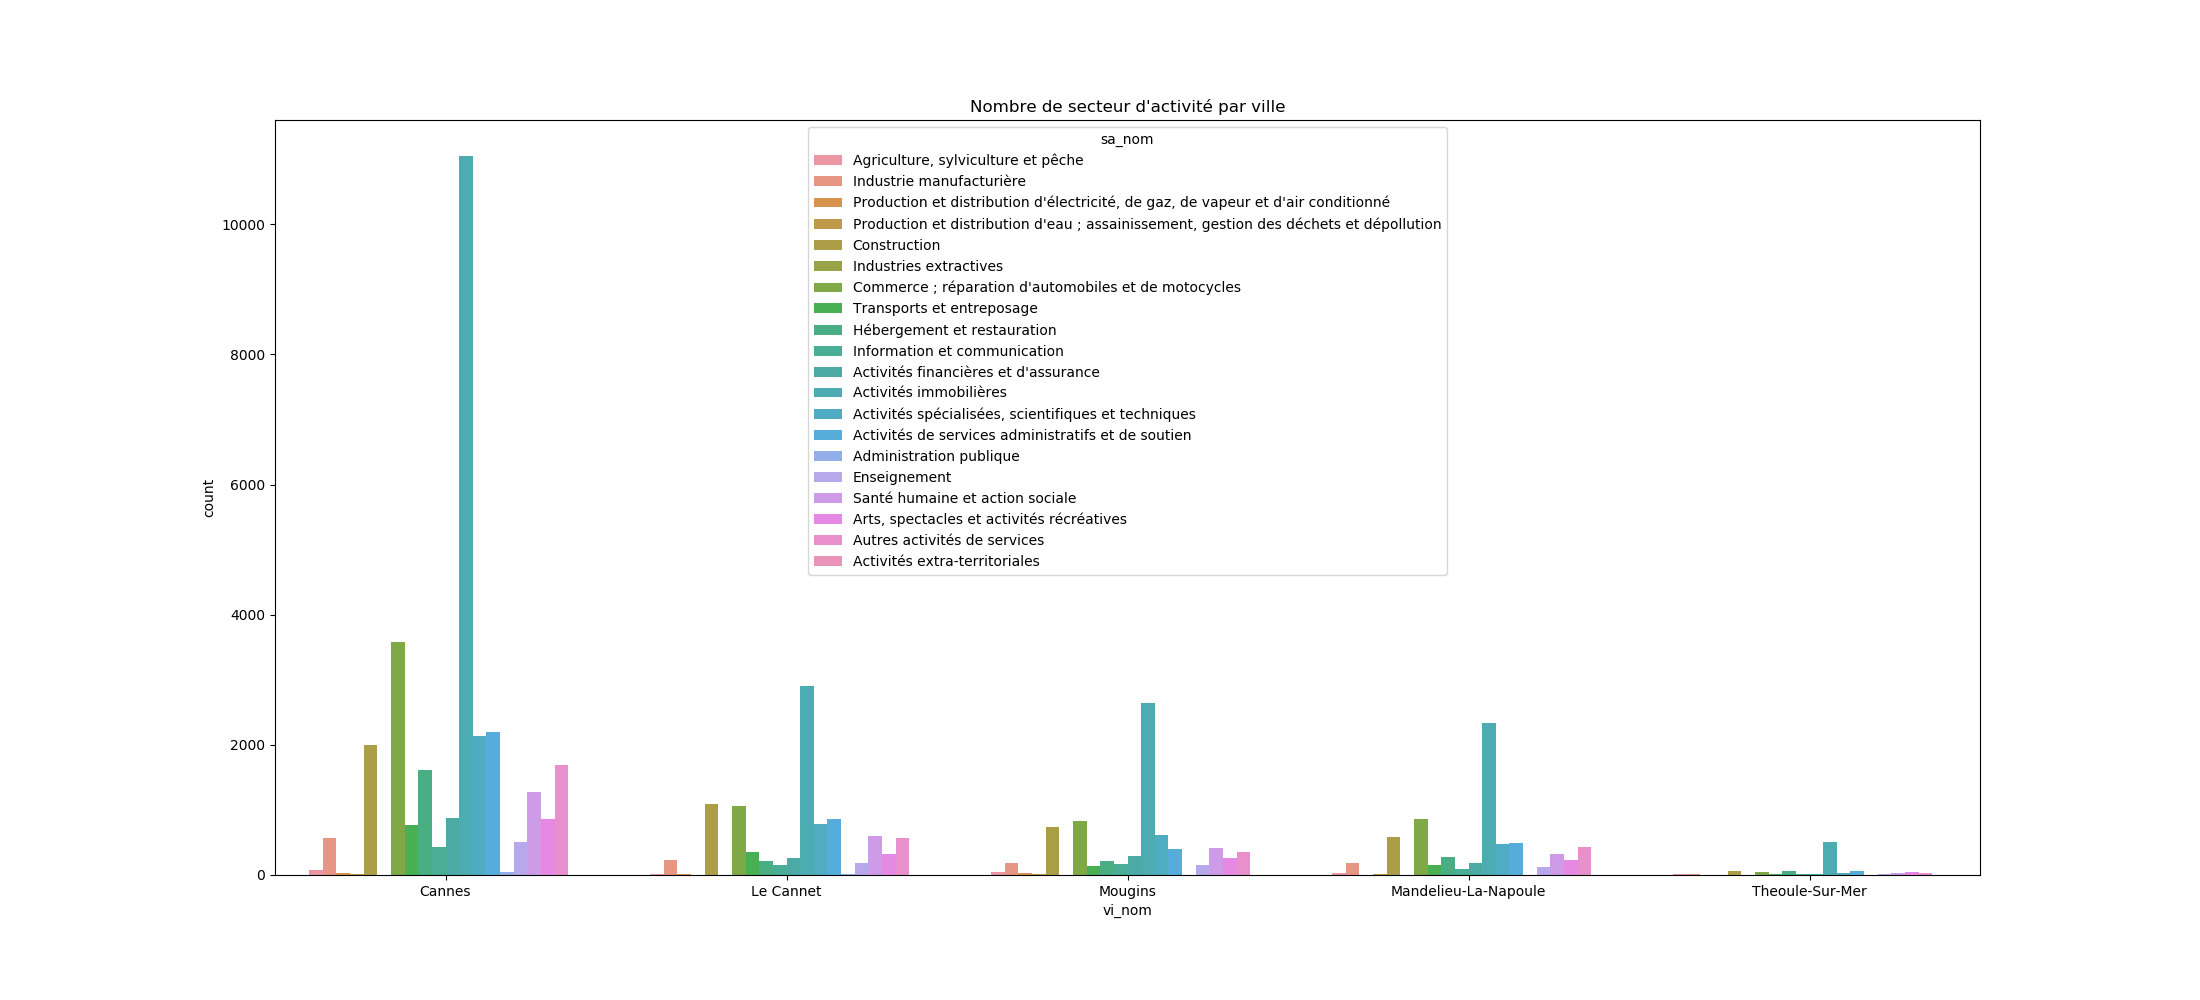 Nombre de secteur d'activité par ville
sa_nom
Agriculture, sylviculture et pêche
Industrie manufacturière
Production et distribution d'électricité, de gaz, de vapeur et d'air conditionné
Production et distribution d'eau ; assainissement, gestion des déchets et dépollution
Construction
Industries extractives
Commerce ; réparation d'automobiles et de motocycles
Transports et entreposage
Hébergement et restauration
Information et communication
Activités financières et d'assurance
Activités immobilières
Activités spécialisées, scientifiques et techniques
Activités de services administratifs et de soutien
Administration publique
Enseignement
Santé humaine et action sociale
Arts, spectacles et activités récréatives
Autres activités de services
Activités extra-territoriales
10000
8000
6000
4000
2000
0
count
Cannes
Le Cannet
Mougins
Mandelieu-La-Napoule
Theoule-Sur-Mer
vi_nom